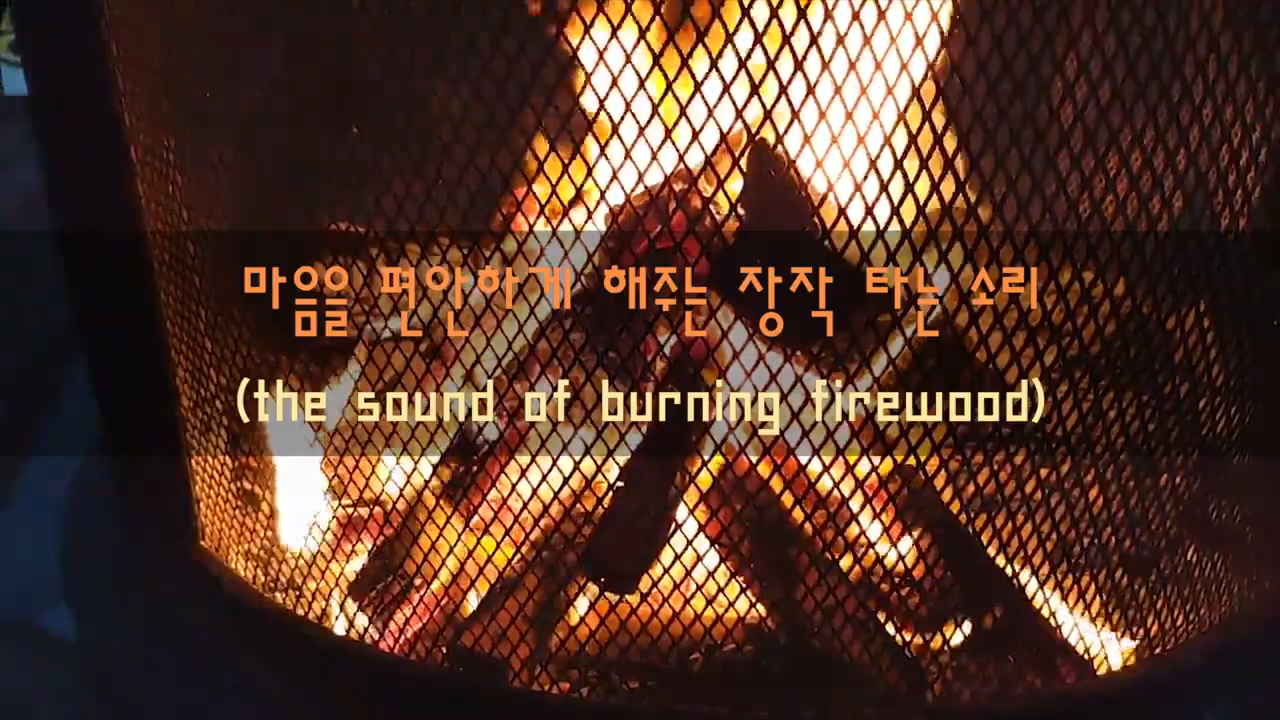 마음을 편안하게 해주는 장작 타는 소리
(the sound of burning firewood)